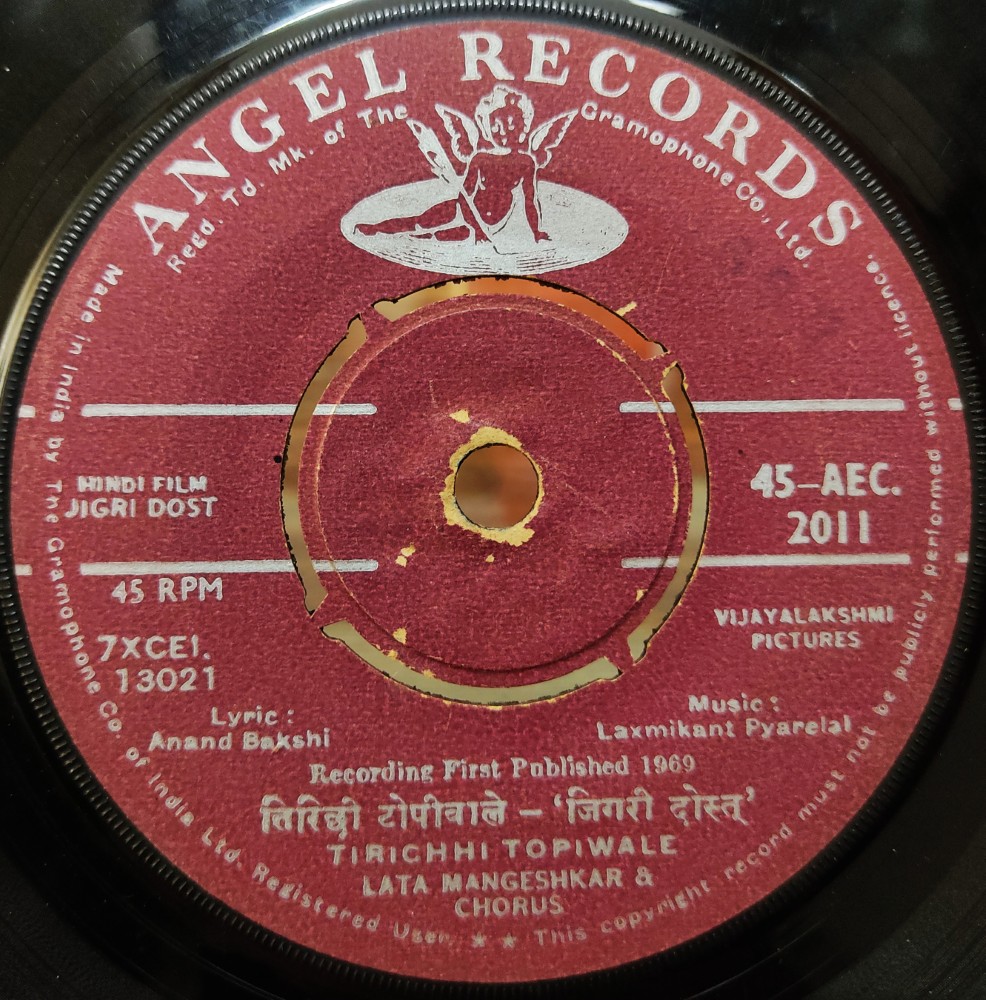 ANGEL RECORDS
Regd. Td. Mk. of The Gramophone Co., Ltd.
HINDI FILM
JIGRI DOST
45-AEC.
2011
45 RPM
7XCEI.
13021
VIJAYALAKSHMI
PICTURES
Lyric :
Anand Bakshi
Music :
Laxmikant Pyarelal
Recording First Published 1969
तिरिछी टोपीवाले – ‘जिगरी दोस्त्’
TIRICHHI TOPIWALE
LATA MANGESHKAR &
CHORUS
Made in India by The Gramophone Co. of India Ltd. Registered User. ★ ★ This copyright record must not be publicly performed without licence.